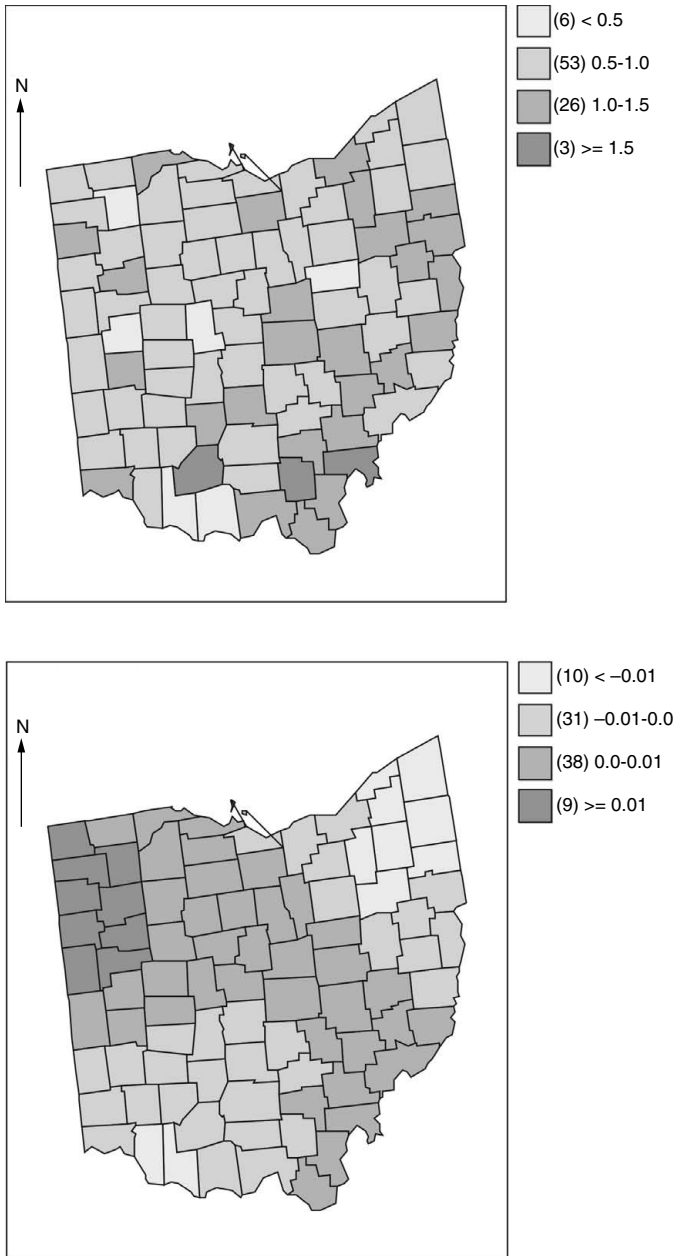 (6) < 0.5
(53) 0.5-1.0
(26) 1.0-1.5
(3) >= 1.5
N
(10) < –0.01
(31) –0.01-0.0
(38) 0.0-0.01
(9) >= 0.01
N